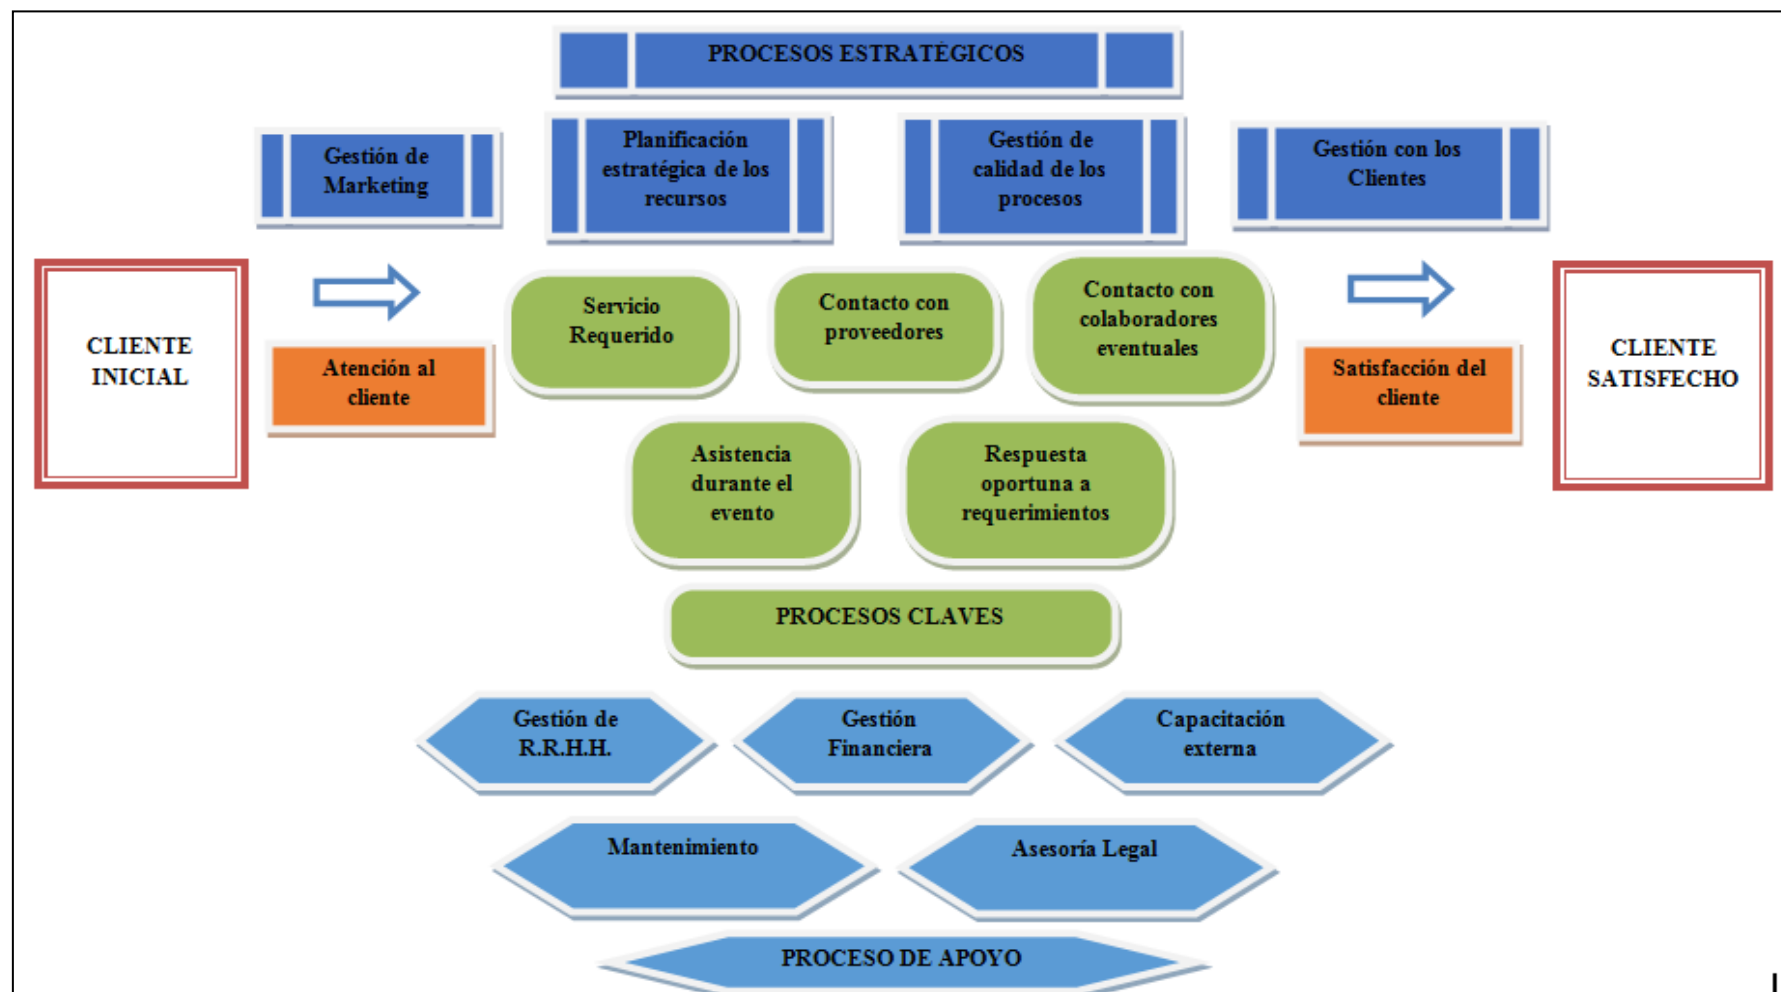 PROCESOS ESTRATÉGICOS
Gestión de
Marketing
Planificación
estratégica de los
recursos
Gestión de
calidad de los
procesos
Gestión con los
Clientes
CLIENTE
INICIAL
Atención al
cliente
Servicio
Requerido
Contacto con
proveedores
Contacto con
colaboradores
eventuales
Satisfacción del
cliente
CLIENTE
SATISFECHO
Asistencia
durante el
evento
Respuesta
oportuna a
requerimientos
PROCESOS CLAVES
Gestión de
R.R.H.H.
Gestión
Financiera
Capacitación
externa
Mantenimiento
Asesoría Legal
PROCESO DE APOYO